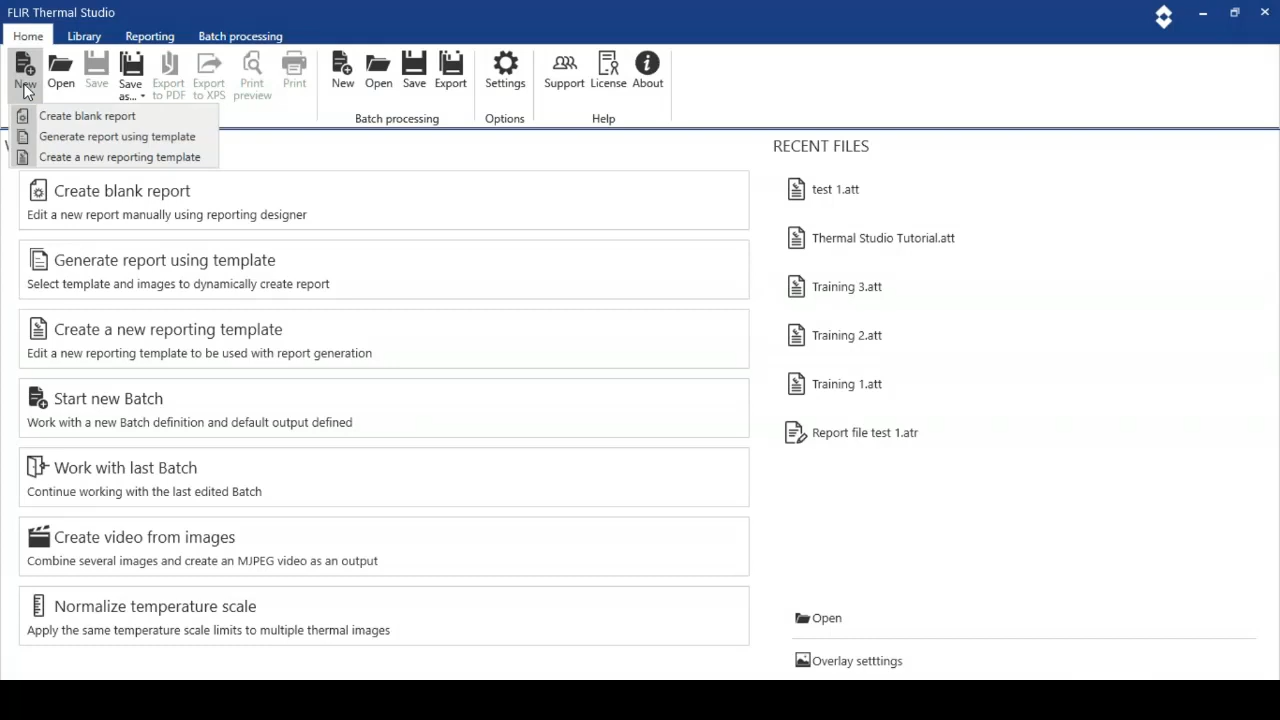 FLIR Thermal Studio
Home Library Reporting Batch processing
New Open Save Save as... Export to PDF Export to XPS Print preview Print
New Open Save Export
Settings
Support License About
Batch processing Options Help
Create blank report
Generate report using template
Create a new reporting template
Create blank report
Edit a new report manually using reporting designer
Generate report using template
Select template and images to dynamically create report
Create a new reporting template
Edit a new reporting template to be used with report generation
Start new Batch
Work with a new Batch definition and default output defined
Work with last Batch
Continue working with the last edited Batch
Create video from images
Combine several images and create an MJPEG video as an output
Normalize temperature scale
Apply the same temperature scale limits to multiple thermal images
RECENT FILES
test 1.att
Thermal Studio Tutorial.att
Training 3.att
Training 2.att
Training 1.att
Report file test 1.atr
Open
Overlay setttings